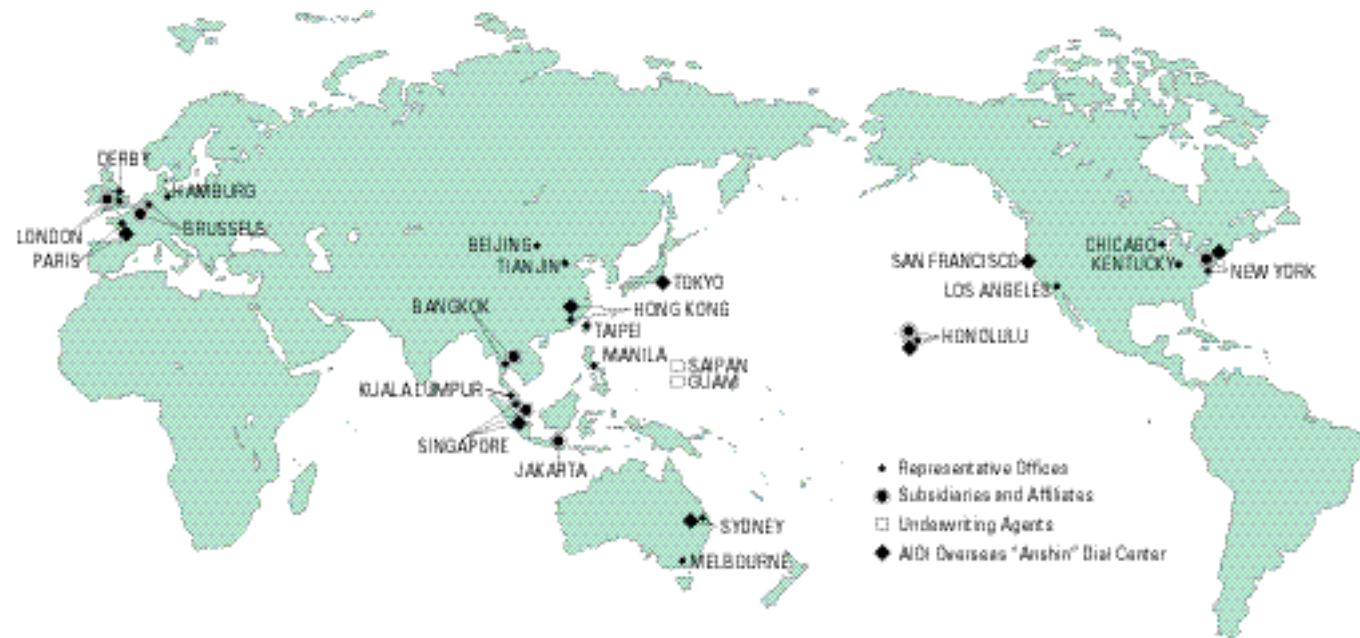 DERBY
HAMBURG
BRUSSELS
LONDON
PARIS
BEIJING
TIANJIN
TOKYO
BANGKOK
HONG KONG
TAIPEI
MANILA
SAIPAN
GUAM
KUALA LUMPUR
SINGAPORE
JAKARTA
SYDNEY
MELBOURNE
SAN FRANCISCO
LOS ANGELES
HONOLULU
CHICAGO
KENTUCKY
NEW YORK
Representative Offices
Subsidiaries and Affiliates
Underwriting Agents
AIOI Overseas "Anshin" Dial Center